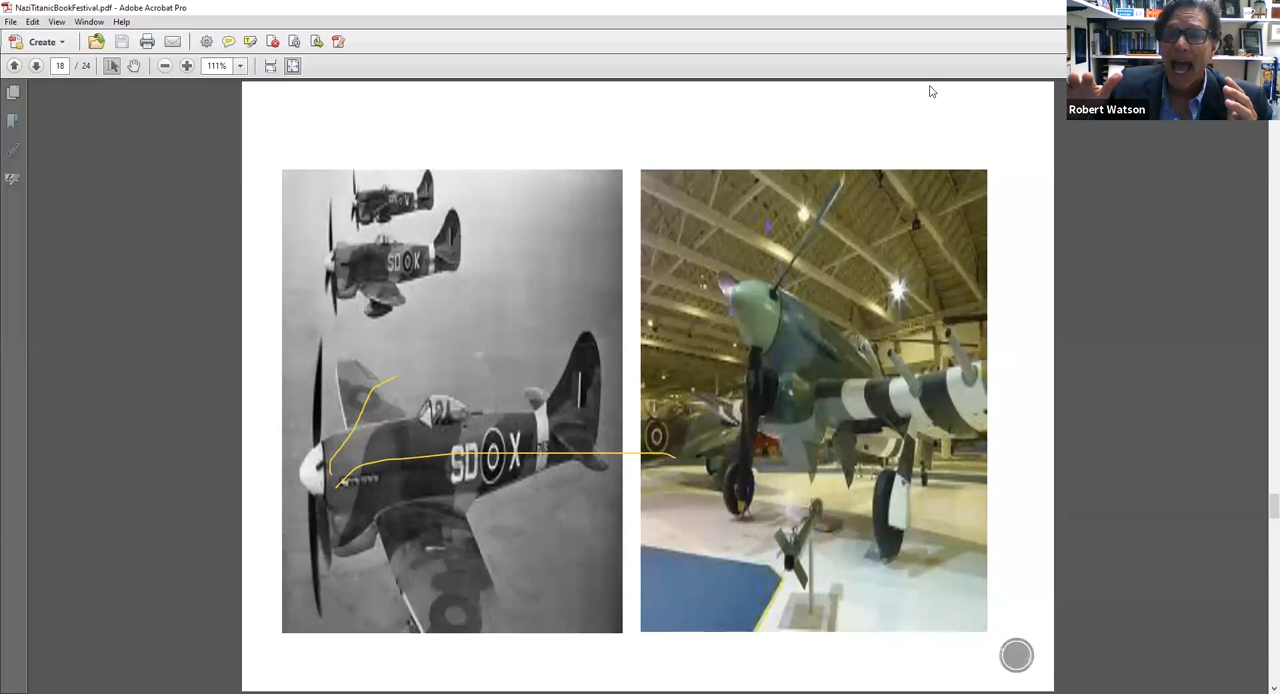 NaziTitanicBookFestival.pdf - Adobe Acrobat Pro
File Edit View Window Help
Create
18 / 24 111%
Robert Watson
SD K
SD X